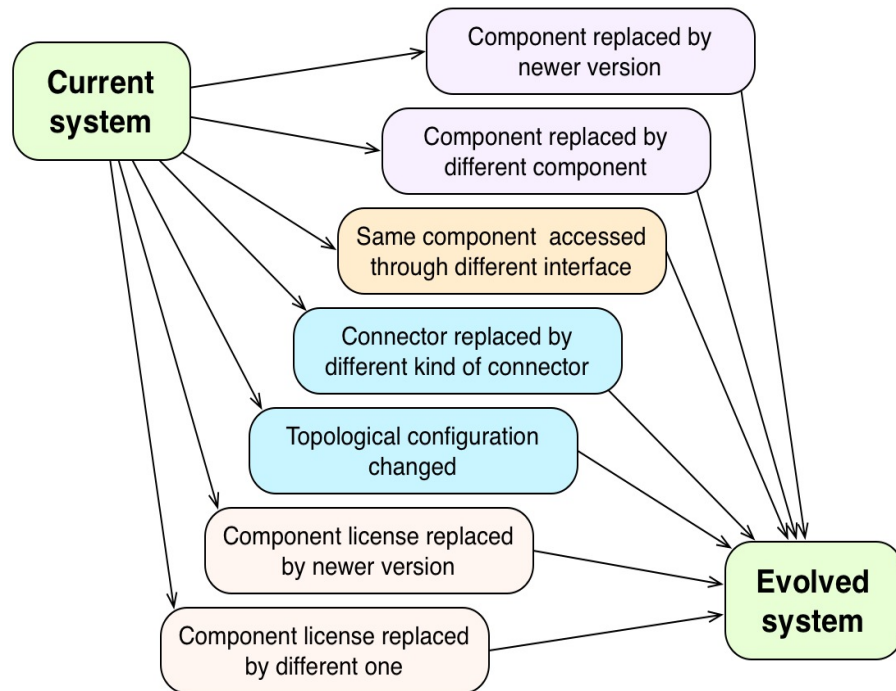 Current
system
Component replaced by
newer version
Component replaced by
different component
Same component accessed
through different interface
Connector replaced by
different kind of connector
Topological configuration
changed
Component license replaced
by newer version
Component license replaced
by different one
Evolved
system